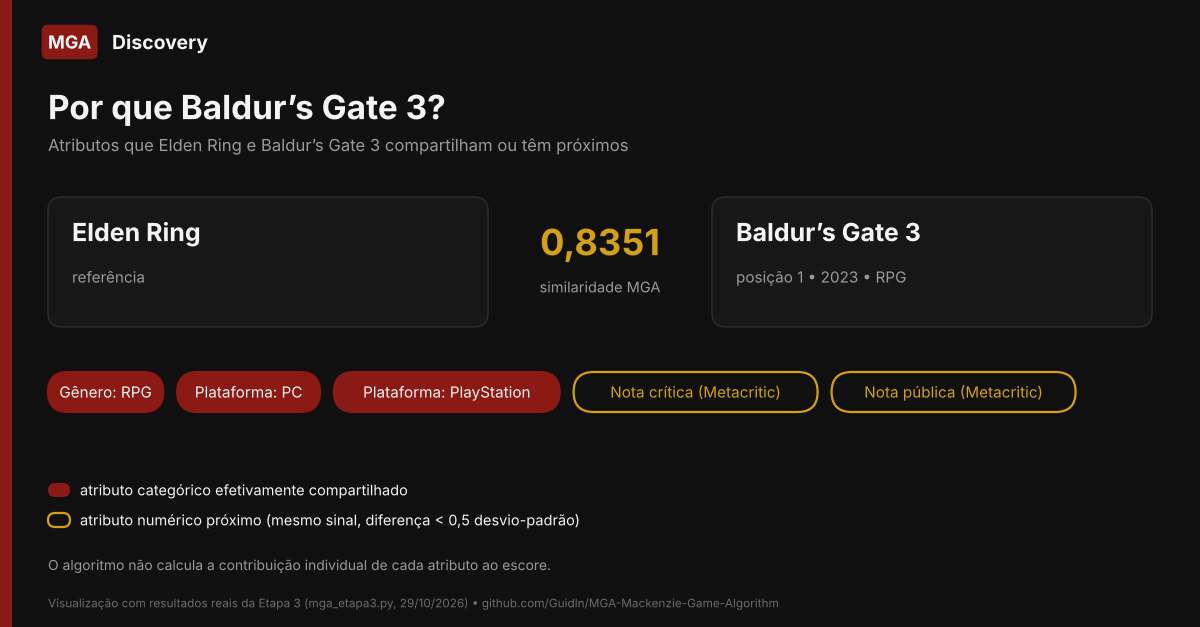 MGA Discovery
Por que Baldur’s Gate 3?
Atributos que Elden Ring e Baldur’s Gate 3 compartilham ou têm próximos
Elden Ring
referência
0,8351
similaridade MGA
Baldur’s Gate 3
posição 1 • 2023 • RPG
Gênero: RPG
Plataforma: PC
Plataforma: PlayStation
Nota crítica (Metacritic)
Nota pública (Metacritic)
atributo categórico efetivamente compartilhado
atributo numérico próximo (mesmo sinal, diferença < 0,5 desvio-padrão)
O algoritmo não calcula a contribuição individual de cada atributo ao escore.
Visualização com resultados reais da Etapa 3 (mga_etapa3.py, 29/10/2026) • github.com/GuidIn/MGA-Mackenzie-Game-Algorithm